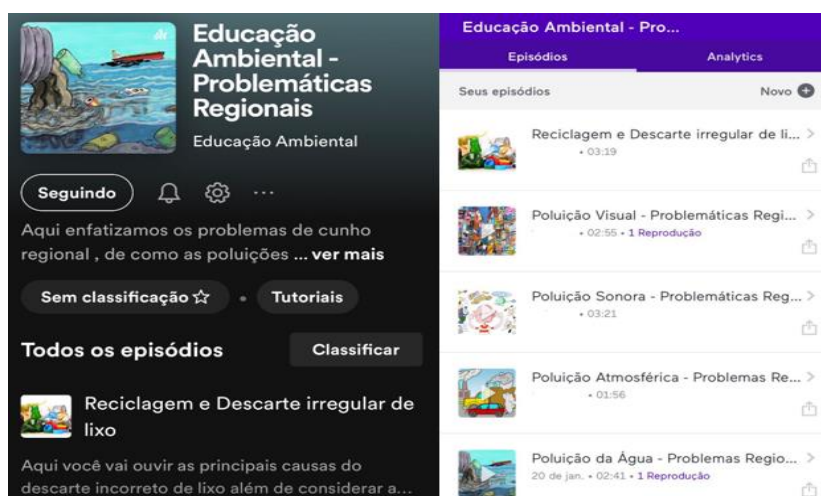 Educação
Ambiental -
Problemáticas
Regionais
Educação Ambiental
Seguindo
Aqui enfatizamos os problemas de cunho
regional , de como as poluições ... ver mais
Sem classificação
Tutoriais
Todos os episódios
Classificar
Reciclagem e Descarte irregular de
lixo
Aqui você vai ouvir as principais causas do
descarte incorreto de lixo além de considerar a...
Educação Ambiental - Pro...
Episódios
Analytics
Seus episódios
Novo
Reciclagem e Descarte irregular de li...
• 03:19
Poluição Visual - Problemáticas Regi...
• 02:55 • 1 Reprodução
Poluição Sonora - Problemáticas Reg...
• 03:21
Poluição Atmosférica - Problemas Re...
• 01:56
Poluição da Água - Problemas Regio...
20 de jan. • 02:41 • 1 Reprodução